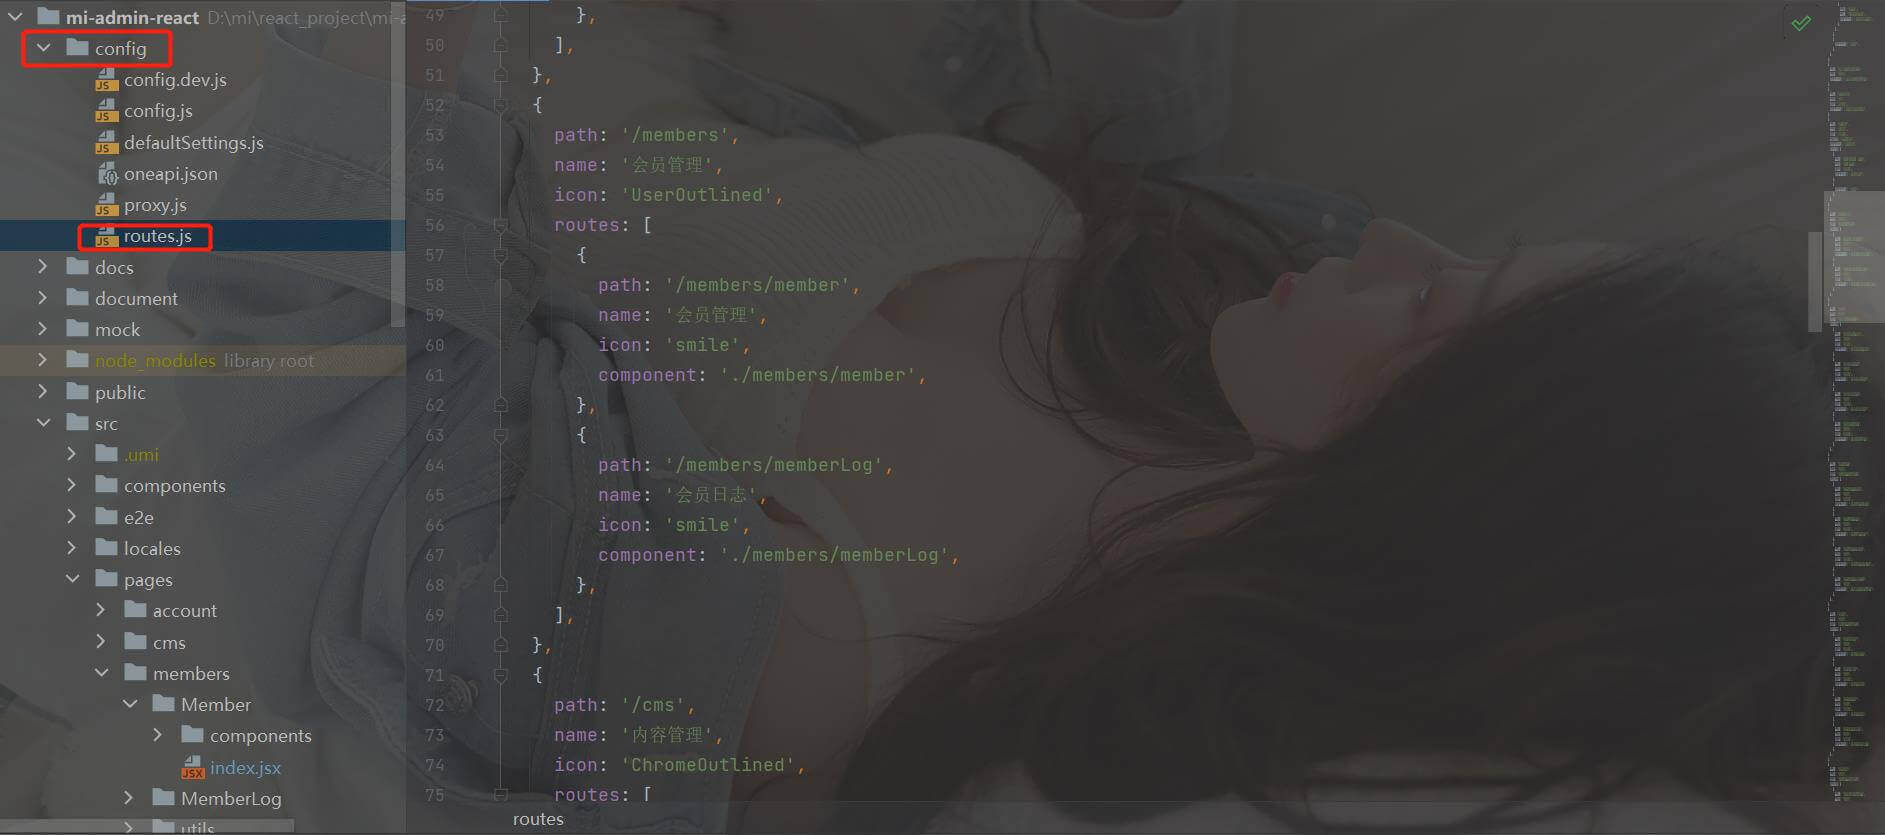 mi-admin-react D:\mi\react_project\mi-a
config
config.dev.js
config.js
defaultSettings.js
oneapi.json
proxy.js
routes.js
docs
document
mock
node_modules library root
public
src
.umi
components
e2e
locales
pages
account
cms
members
Member
components
index.jsx
MemberLog
utils
49 },
50 ],
51 },
52 {
53 path: '/members',
54 name: '会员管理',
55 icon: 'UserOutlined',
56 routes: [
57 {
58 path: '/members/member',
59 name: '会员管理',
60 icon: 'smile',
61 component: './members/member',
62 },
63 {
64 path: '/members/memberLog',
65 name: '会员日志',
66 icon: 'smile',
67 component: './members/memberLog',
68 },
69 ],
70 },
71 {
72 path: '/cms',
73 name: '内容管理',
74 icon: 'ChromeOutlined',
75 routes: [
routes